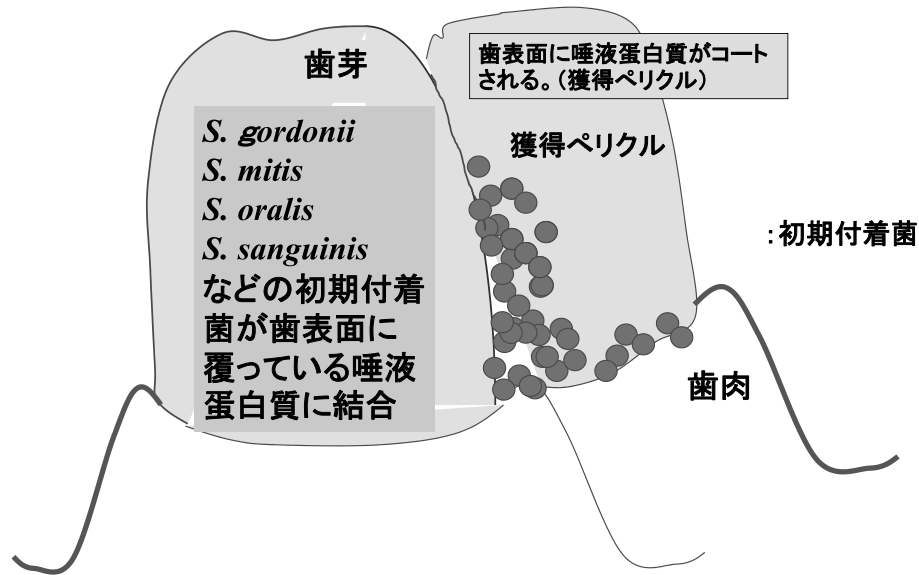 歯芽
歯表面に唾液蛋白質がコート
される。（獲得ペリクル）
獲得ペリクル
S. gordonii
S. mitis
S. oralis
S. sanguinis
などの初期付着
菌が歯表面に
覆っている唾液
蛋白質に結合
：初期付着菌
歯肉